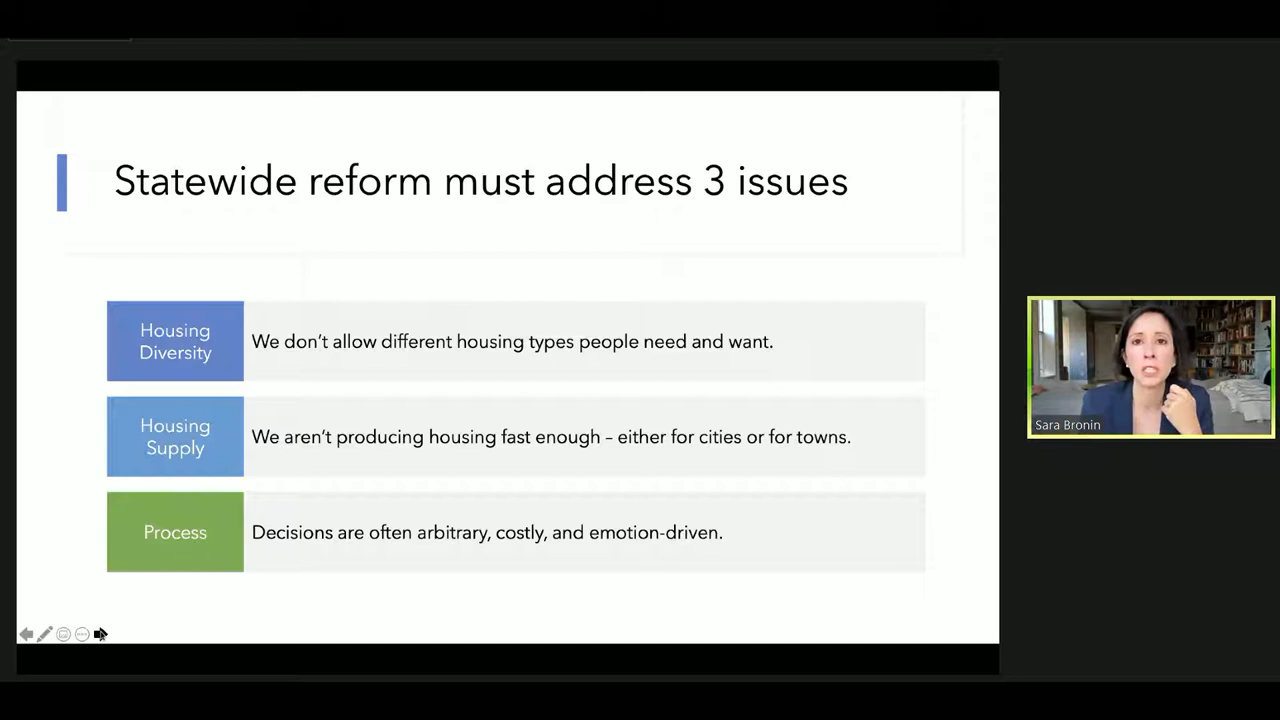 Statewide reform must address 3 issues
Housing
Diversity
We don’t allow different housing types people need and want.
Housing
Supply
We aren’t producing housing fast enough – either for cities or for towns.
Process
Decisions are often arbitrary, costly, and emotion-driven.
Sara Bronin